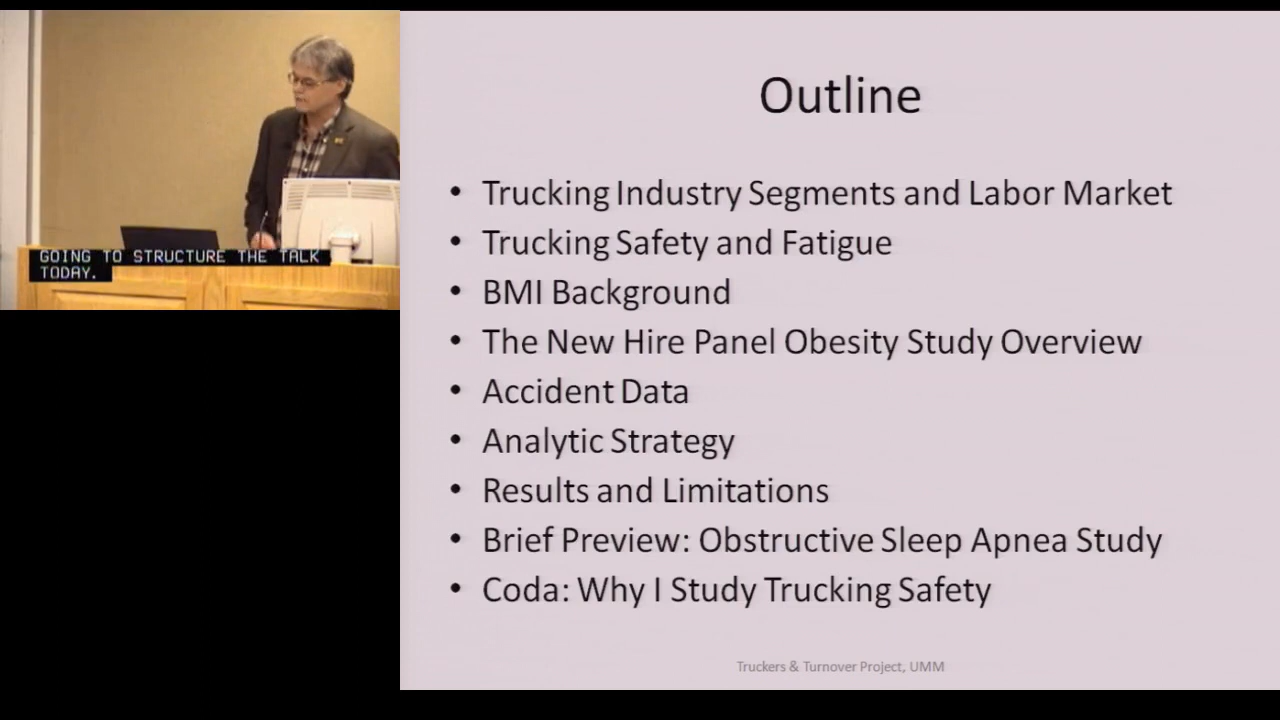 GOING TO STRUCTURE THE TALK
TODAY.
Outline
• Trucking Industry Segments and Labor Market
• Trucking Safety and Fatigue
• BMI Background
• The New Hire Panel Obesity Study Overview
• Accident Data
• Analytic Strategy
• Results and Limitations
• Brief Preview: Obstructive Sleep Apnea Study
• Coda: Why I Study Trucking Safety
Truckers & Turnover Project, UMM